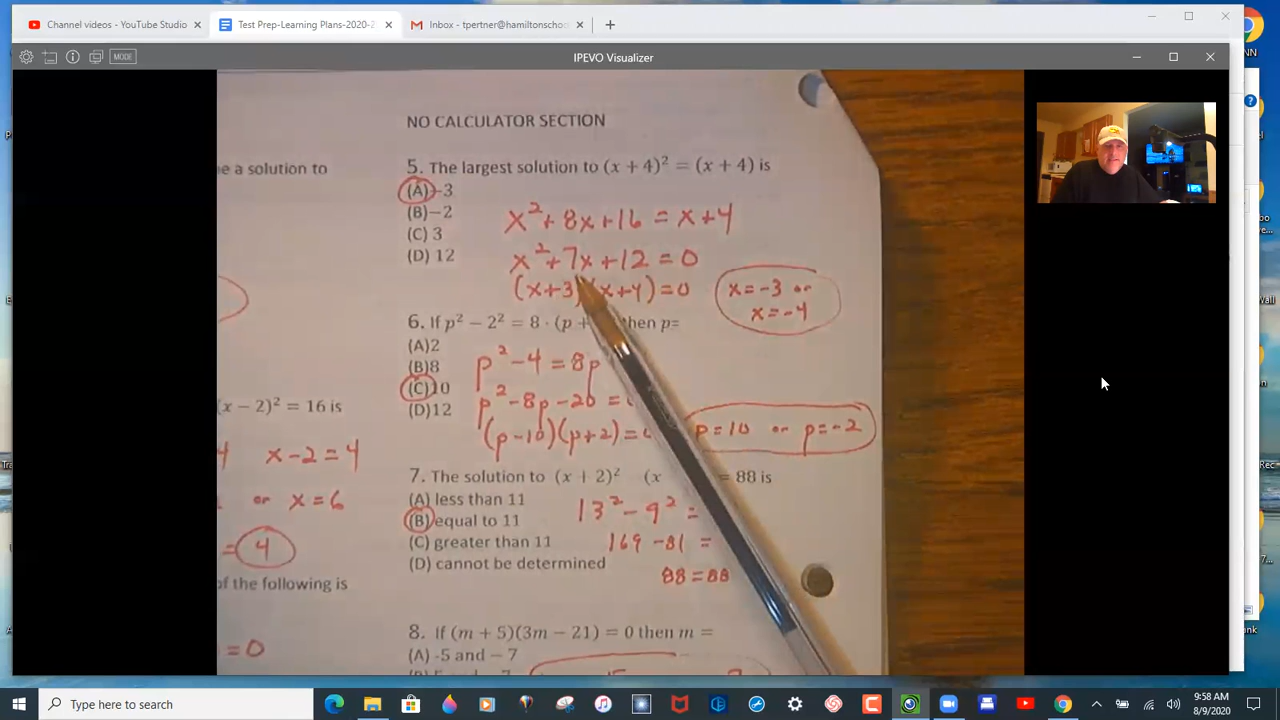 Channel videos - YouTube Studio
Test Prep-Learning Plans-2020-2
Inbox - tpertner@hamiltonscho
MODE
IPEVO Visualizer
NO CALCULATOR SECTION
e a solution to
5. The largest solution to (x + 4)² = (x + 4) is
(A) -3
(B) -2
(C) 3
(D) 12
x² + 8x + 16 = x + 4
x² + 7x + 12 = 0
(x+3)(x+4) = 0
x = -3 or
x = -4
6. If p² − 2² = 8 · (p + then p=
(A)2
(B)8
(C)10
(D)12
p² - 4 = 8p
p² - 8p - 20 =
(p-10)(p+2) =
p = 10 or p = -2
(x − 2)² = 16 is
4 x-2 = 4
or x = 6
= 4
of the following is
= 0
7. The solution to (x + 2)² (x = 88 is
(A) less than 11
(B) equal to 11
(C) greater than 11
(D) cannot be determined
13² - 9² =
169 - 81 =
88 = 88
8. If (m + 5)(3m − 21) = 0 then m =
(A) -5 and − 7
Type here to search
9:58 AM
8/9/2020